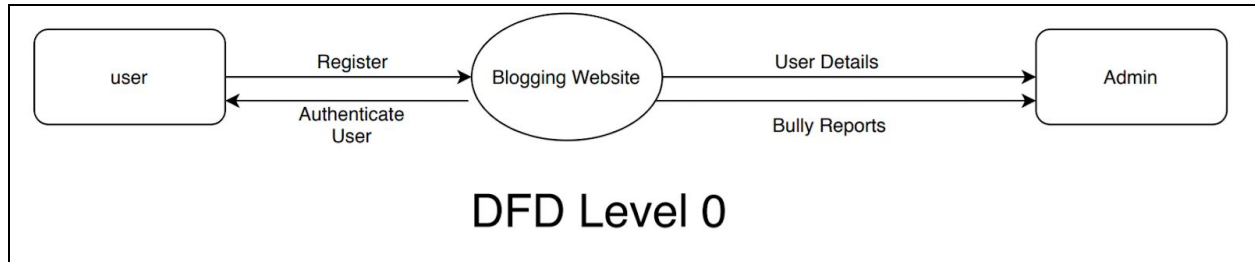 user
Register
Authenticate
User
Blogging Website
User Details
Bully Reports
Admin
DFD Level 0